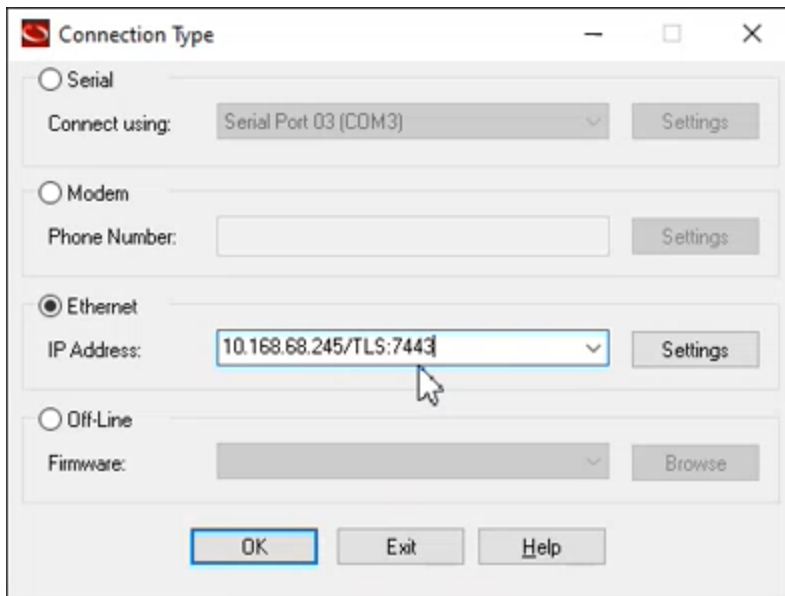 Connection Type
Serial
Connect using: Serial Port 03 (COM3) Settings
Modem
Phone Number: Settings
Ethernet
IP Address: 10.168.68.245/TLS:7443 Settings
Off-Line
Firmware: Browse
OK Exit Help